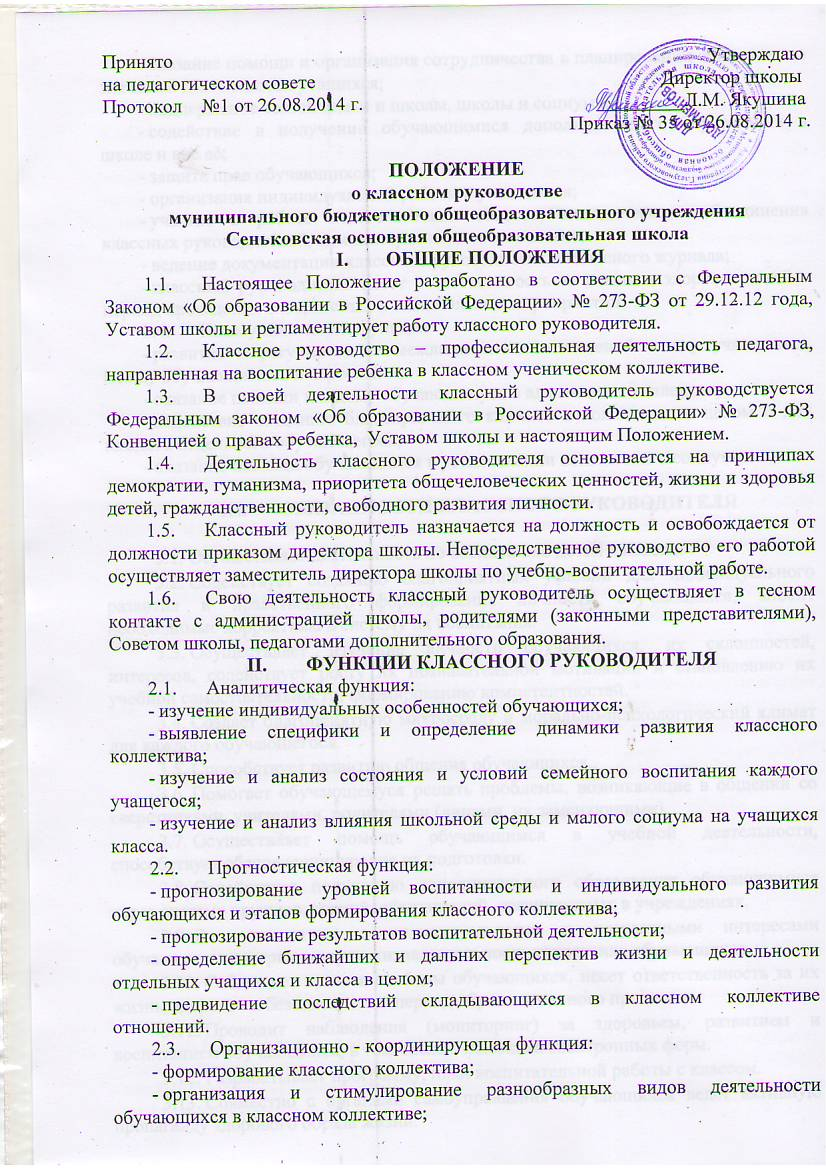 Принято Утверждаю
на педагогическом совете Директор школы
Протокол №1 от 26.08.2014 г. Л.М. Якушина
Приказ № 35 от 26.08.2014 г.
ПОЛОЖЕНИЕ
о классном руководстве
муниципального бюджетного общеобразовательного учреждения
Сеньковская основная общеобразовательная школа
I. ОБЩИЕ ПОЛОЖЕНИЯ
1.1. Настоящее Положение разработано в соответствии с Федеральным
Законом «Об образовании в Российской Федерации» № 273-ФЗ от 29.12.12 года,
Уставом школы и регламентирует работу классного руководителя.
1.2. Классное руководство – профессиональная деятельность педагога,
направленная на воспитание ребенка в классном ученическом коллективе.
1.3. В своей деятельности классный руководитель руководствуется
Федеральным законом «Об образовании в Российской Федерации» № 273-ФЗ,
Конвенцией о правах ребенка, Уставом школы и настоящим Положением.
1.4. Деятельность классного руководителя основывается на принципах
демократии, гуманизма, приоритета общечеловеческих ценностей, жизни и здоровья
детей, гражданственности, свободного развития личности.
1.5. Классный руководитель назначается на должность и освобождается от
должности приказом директора школы. Непосредственное руководство его работой
осуществляет заместитель директора школы по учебно-воспитательной работе.
1.6. Свою деятельность классный руководитель осуществляет в тесном
контакте с администрацией школы, родителями (законными представителями),
Советом школы, педагогами дополнительного образования.
II. ФУНКЦИИ КЛАССНОГО РУКОВОДИТЕЛЯ
2.1. Аналитическая функция:
- изучение индивидуальных особенностей обучающихся;
- выявление специфики и определение динамики развития классного
коллектива;
- изучение и анализ состояния и условий семейного воспитания каждого
учащегося;
- изучение и анализ влияния школьной среды и малого социума на учащихся
класса.
2.2. Прогностическая функция:
- прогнозирование уровней воспитанности и индивидуального развития
обучающихся и этапов формирования классного коллектива;
- прогнозирование результатов воспитательной деятельности;
- определение ближайших и дальних перспектив жизни и деятельности
отдельных учащихся и класса в целом;
- предвидение последствий складывающихся в классном коллективе
отношений.
2.3. Организационно - координирующая функция:
- формирование классного коллектива;
- организация и стимулирование разнообразных видов деятельности
обучающихся в классном коллективе;